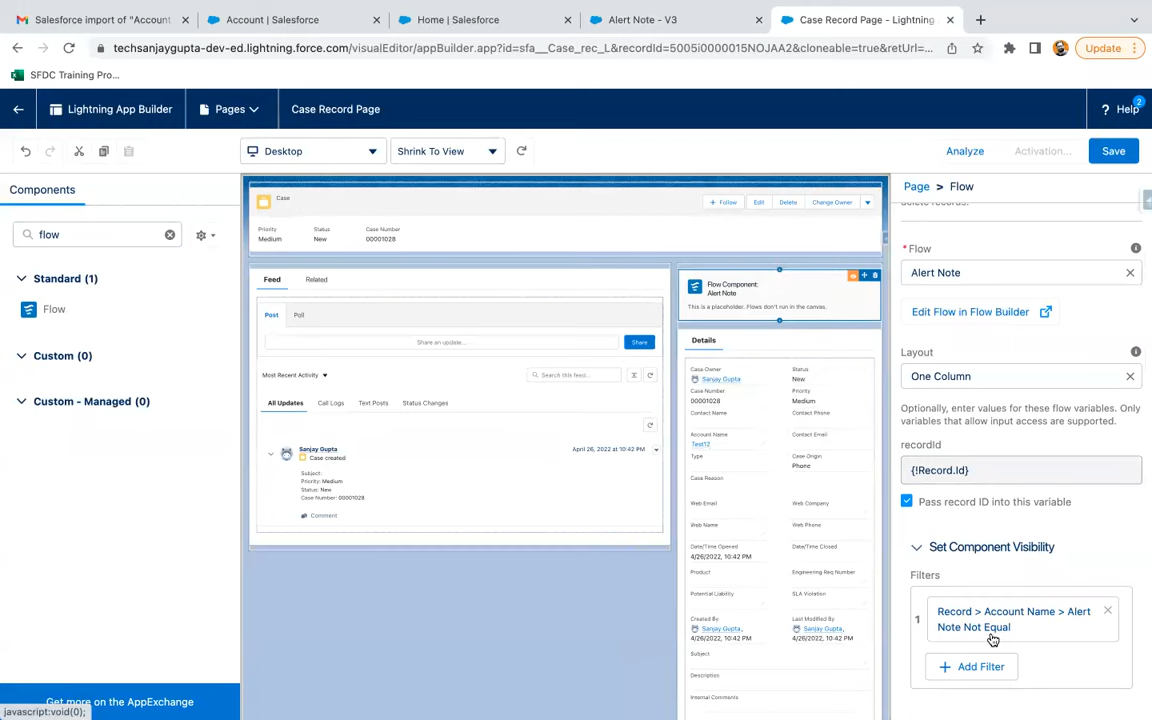 Salesforce import of "Account
Account | Salesforce
Home | Salesforce
Alert Note - V3
Case Record Page - Lightning
techsanjaygupta-dev-ed.lightning.force.com/visualEditor/appBuilder.app?id=sfa__Case_rec_L&recordId=5005i0000015NOJAA2&cloneable=true&retUrl=...
Update
SFDC Training Pro...
Lightning App Builder
Pages
Case Record Page
? Help
2
Desktop
Shrink To View
Analyze
Activation...
Save
Components
flow
Standard (1)
Flow
Custom (0)
Custom - Managed (0)
Get more on the AppExchange
javascript:void(0);
Case
+ Follow
Edit
Delete
Change Owner
Priority
Status
Case Number
Medium
New
00001028
Feed
Related
Post
Poll
Share an update...
Share
Most Recent Activity
Search this feed...
All Updates
Call Logs
Text Posts
Status Changes
Sanjay Gupta
April 26, 2022 at 10:42 PM
Case created
Subject:
Priority: Medium
Status: New
Case Number: 00001028
Comment
Flow Component:
Alert Note
This is a placeholder. Flows don't run in the canvas.
Details
Case Owner
Status
Sanjay Gupta
New
Case Number
Priority
00001028
Medium
Contact Name
Contact Phone
Account Name
Contact Email
Test12
Type
Case Origin
Phone
Case Reason
Web Email
Web Company
Web Name
Web Phone
Date/Time Opened
Date/Time Closed
4/26/2022, 10:42 PM
Product
Engineering Req Number
Potential Liability
SLA Violation
Created By
Last Modified By
Sanjay Gupta,
Sanjay Gupta,
4/26/2022, 10:42 PM
4/26/2022, 10:42 PM
Subject
Description
Internal Comments
Page > Flow
delete records.
* Flow
Alert Note
Edit Flow in Flow Builder
Layout
One Column
Optionally, enter values for these flow variables. Only
variables that allow input access are supported.
recordId
{!Record.Id}
Pass record ID into this variable
Set Component Visibility
Filters
1
Record > Account Name > Alert
Note Not Equal
+ Add Filter